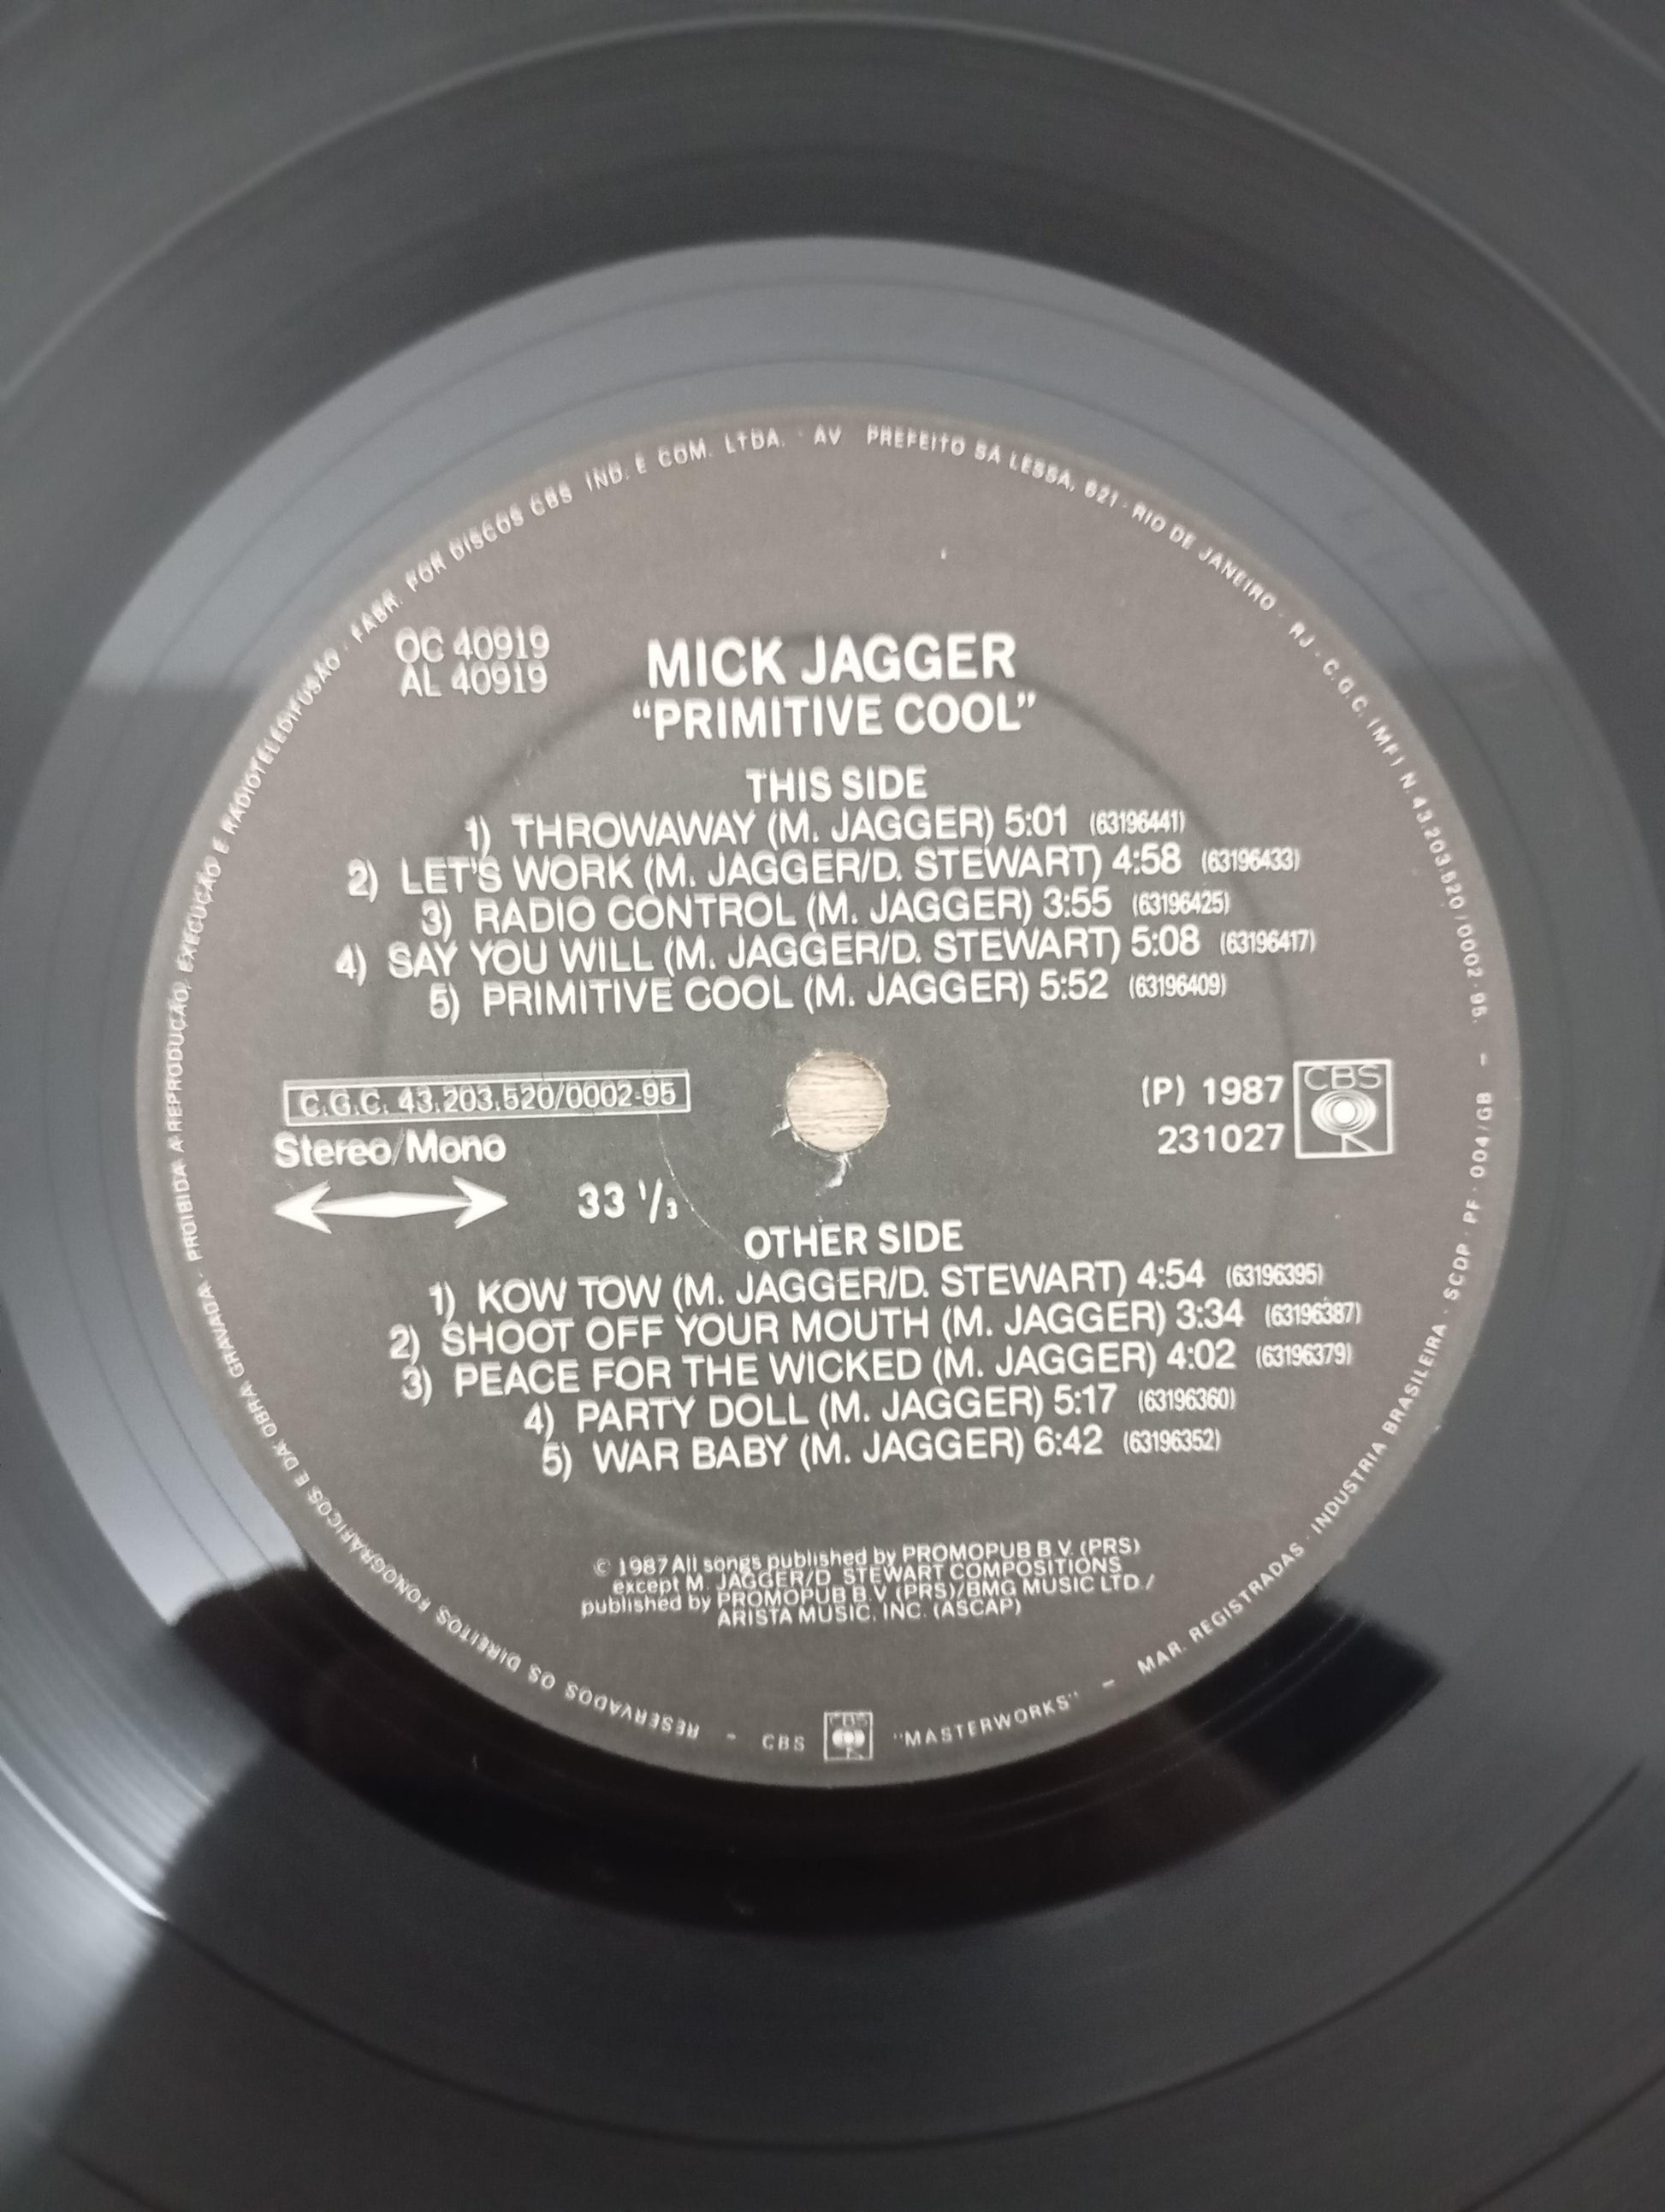 OC 40919
AL 40919
MICK JAGGER
“PRIMITIVE COOL”
THIS SIDE
1) THROWAWAY (M. JAGGER) 5:01 (63196441)
2) LET'S WORK (M. JAGGER/D. STEWART) 4:58 (63196433)
3) RADIO CONTROL (M. JAGGER) 3:55 (63196425)
4) SAY YOU WILL (M. JAGGER/D. STEWART) 5:08 (63196417)
5) PRIMITIVE COOL (M. JAGGER) 5:52 (63196409)
C.G.C. 43.203.520/0002-95
Stereo/Mono
33 1/3
(P) 1987
231027
CBS
OTHER SIDE
1) KOW TOW (M. JAGGER/D. STEWART) 4:54 (63196395)
2) SHOOT OFF YOUR MOUTH (M. JAGGER) 3:34 (63196387)
3) PEACE FOR THE WICKED (M. JAGGER) 4:02 (63196379)
4) PARTY DOLL (M. JAGGER) 5:17 (63196360)
5) WAR BABY (M. JAGGER) 6:42 (63196352)
© 1987 All songs published by PROMOPUB B.V. (PRS)
except M. JAGGER/D. STEWART COMPOSITIONS
published by PROMOPUB B.V. (PRS)/BMG MUSIC LTD./
ARISTA MUSIC, INC. (ASCAP)
RESERVADOS OS DIREITOS FONOGRÁFICOS E DA OBRA GRAVADA · PROIBIDA A REPRODUÇÃO, EXECUÇÃO E RADIOTELEDIFUSÃO · FABR. POR DISCOS CBS IND. E COM. LTDA. · AV PREFEITO SA LESSA, 621 · RIO DE JANEIRO · RJ · C.G.C. (MF) N. 43.203.520/0002-95. – SCDP · PF · 004/GB – INDUSTRIA BRASILEIRA · MAR. REGISTRADAS – CBS CBS "MASTERWORKS" –